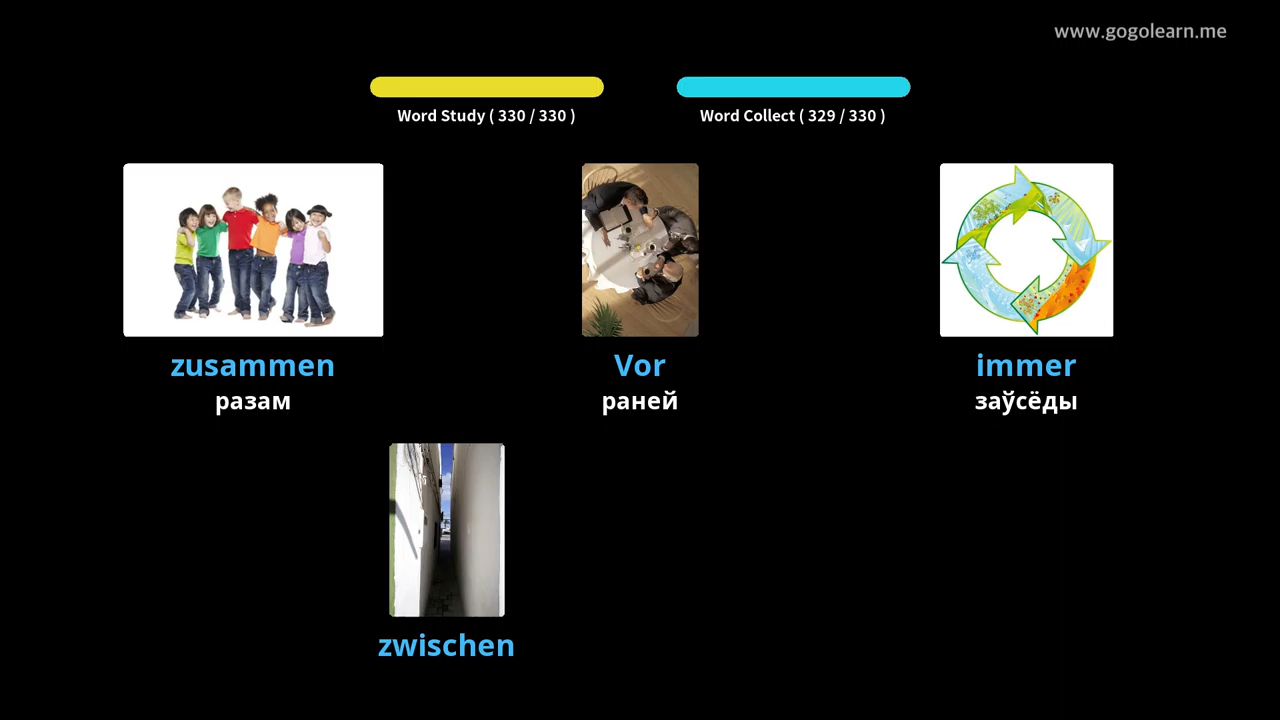 www.gogolearn.me
Word Study ( 330 / 330 )
Word Collect ( 329 / 330 )
zusammen
разам
Vor
раней
immer
заўсёды
zwischen